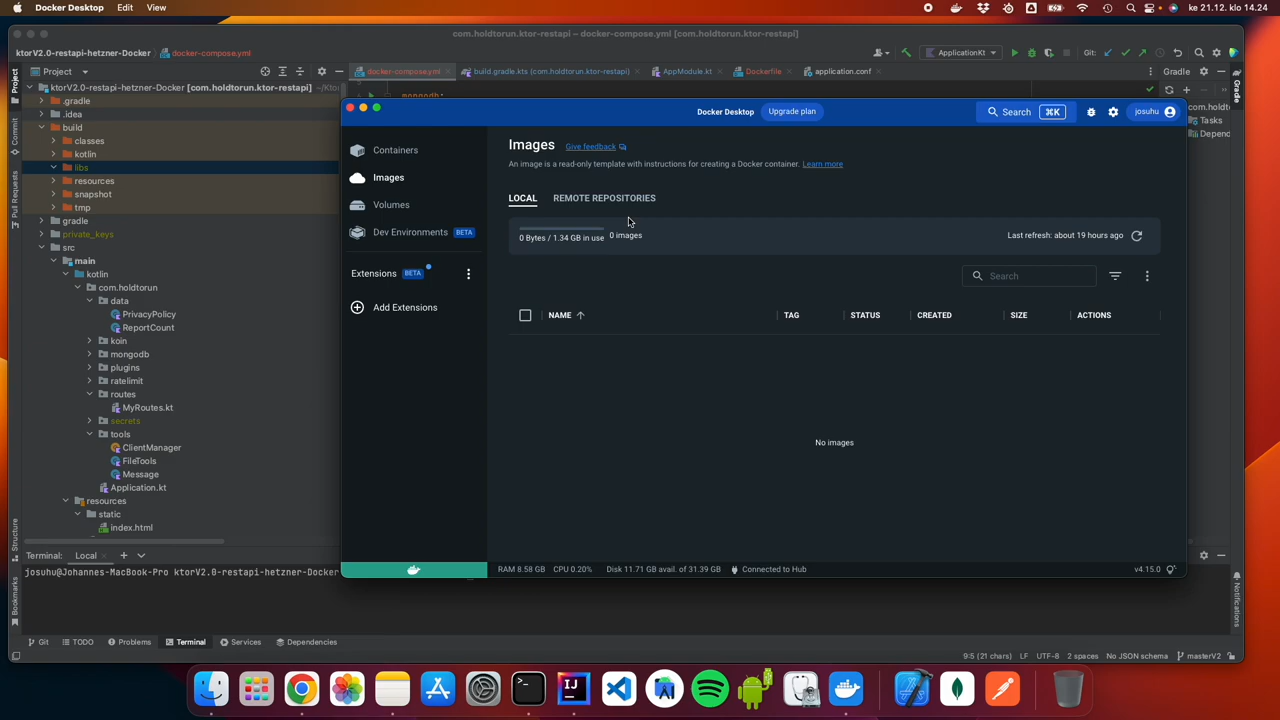 Docker Desktop Edit View
ke 21.12. klo 14.24
com.holdtorun.ktor-restapi – docker-compose.yml [com.holdtorun.ktor-restapi]
ktorV2.0-restapi-hetzner-Docker docker-compose.yml
ApplicationKt
Git:
Project
docker-compose.yml
build.gradle.kts (com.holdtorun.ktor-restapi)
AppModule.kt
Dockerfile
application.conf
Gradle
ktorV2.0-restapi-hetzner-Docker [com.holdtorun.ktor-restapi]
mongodb:
.gradle
.idea
build
classes
kotlin
libs
resources
snapshot
tmp
gradle
private_keys
src
main
kotlin
com.holdtorun
data
PrivacyPolicy
ReportCount
koin
mongodb
plugins
ratelimit
routes
MyRoutes.kt
secrets
tools
ClientManager
FileTools
Message
Application.kt
resources
static
index.html
Project
Commit
Pull Requests
Structure
Bookmarks
Docker Desktop
Upgrade plan
Search ⌘K
josuhu
Containers
Images
Volumes
Dev Environments BETA
Extensions BETA
Add Extensions
Images Give feedback
An image is a read-only template with instructions for creating a Docker container. Learn more
LOCAL REMOTE REPOSITORIES
0 Bytes / 1.34 GB in use 0 images
Last refresh: about 19 hours ago
Search
NAME TAG STATUS CREATED SIZE ACTIONS
No images
RAM 8.58 GB CPU 0.20% Disk 11.71 GB avail. of 31.39 GB Connected to Hub
v4.15.0
Tasks
Gradle
Notifications
Terminal: Local
josuhu@Johannes-MacBook-Pro ktorV2.0-restapi-hetzner-Docker
Git TODO Problems Terminal Services Dependencies
9:5 (21 chars) LF UTF-8 2 spaces No JSON schema masterV2